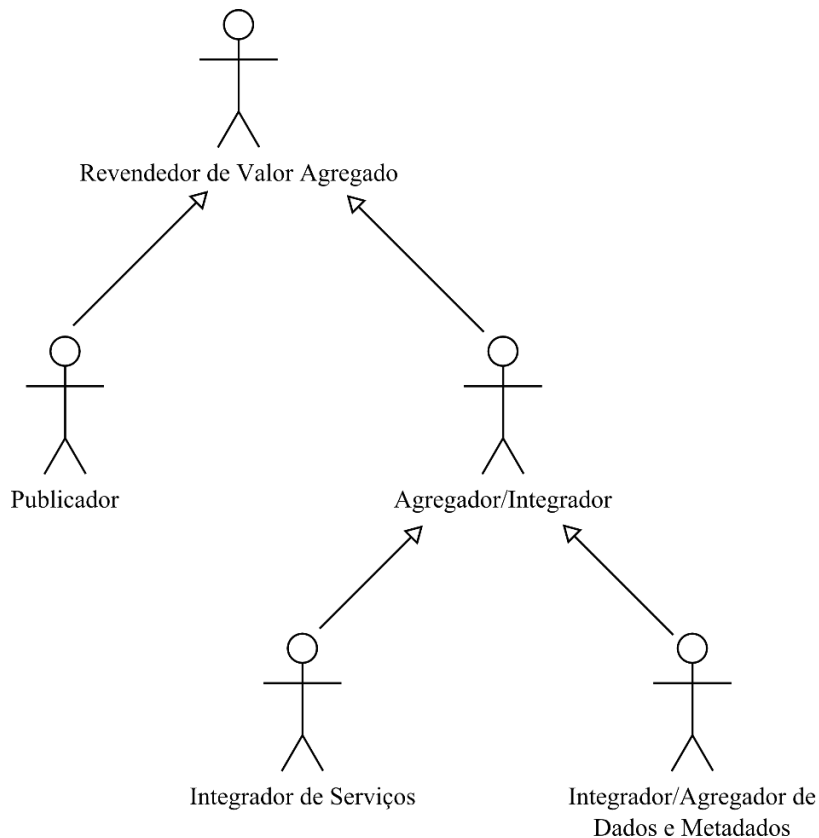 Revendedor de Valor Agregado
Publicador
Agregador/Integrador
Integrador de Serviços
Integrador/Agregador de
Dados e Metadados